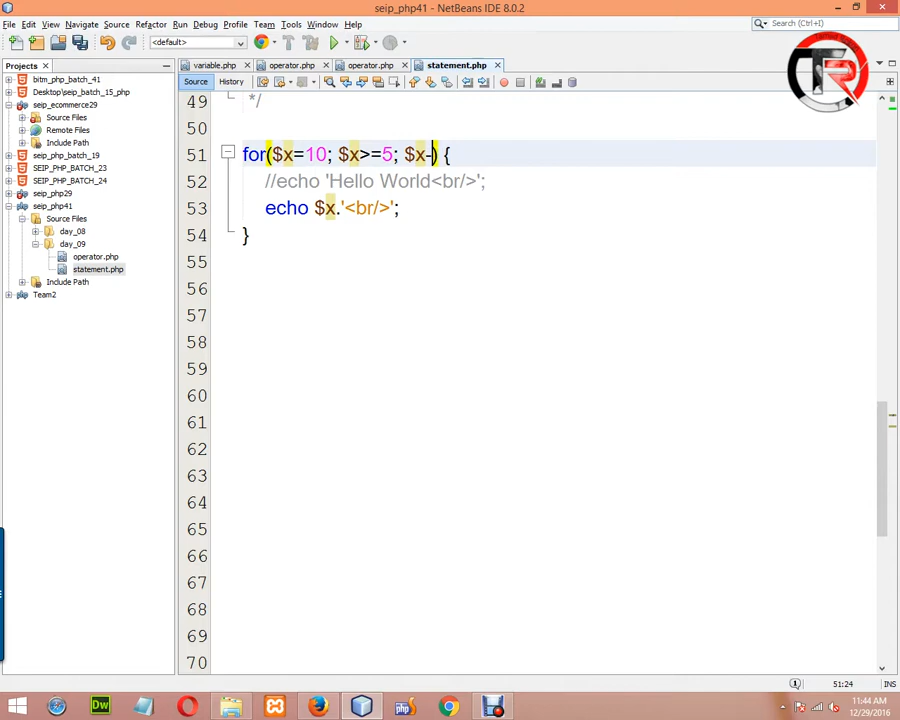 seip_php41 - NetBeans IDE 8.0.2
File Edit View Navigate Source Refactor Run Debug Profile Team Tools Window Help
Search (Ctrl+I)
<default>
Projects
variable.php operator.php operator.php statement.php
Source History
bitm_php_batch_41
Desktop\seip_batch_15_php
seip_ecommerce29
Source Files
Remote Files
Include Path
seip_php_batch_19
SEIP_PHP_BATCH_23
SEIP_PHP_BATCH_24
seip_php29
seip_php41
Source Files
day_08
day_09
operator.php
statement.php
Include Path
Team2
49 */
50
51 for($x=10; $x>=5; $x-) {
52 //echo 'Hello World<br/>';
53 echo $x.'<br/>';
54 }
55
56
57
58
59
60
61
62
63
64
65
66
67
68
69
70
51:24 INS
Dw
php
11:44 AM
12/29/2016